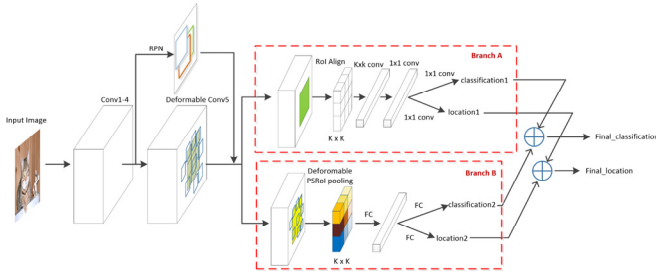 RPN
Branch A
RoI Align
KxK conv
1x1 conv
1x1 conv
classification1
Conv1-4
Deformable Conv5
location1
Input Image
1x1 conv
K x K
Final_classification
Deforomable
PSRoI pooling
Branch B
Final_location
FC
FC
classification2
FC
location2
K x K